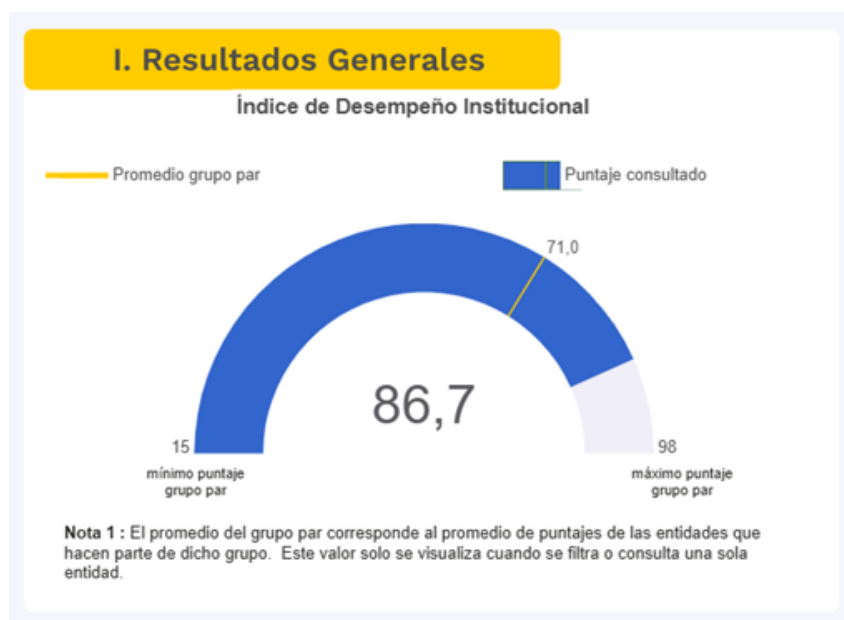 I. Resultados Generales
Índice de Desempeño Institucional
Promedio grupo par
Puntaje consultado
71,0
86,7
15
98
mínimo puntaje
grupo par
máximo puntaje
grupo par
Nota 1 : El promedio del grupo par corresponde al promedio de puntajes de las entidades que
hacen parte de dicho grupo. Este valor solo se visualiza cuando se filtra o consulta una sola
entidad.